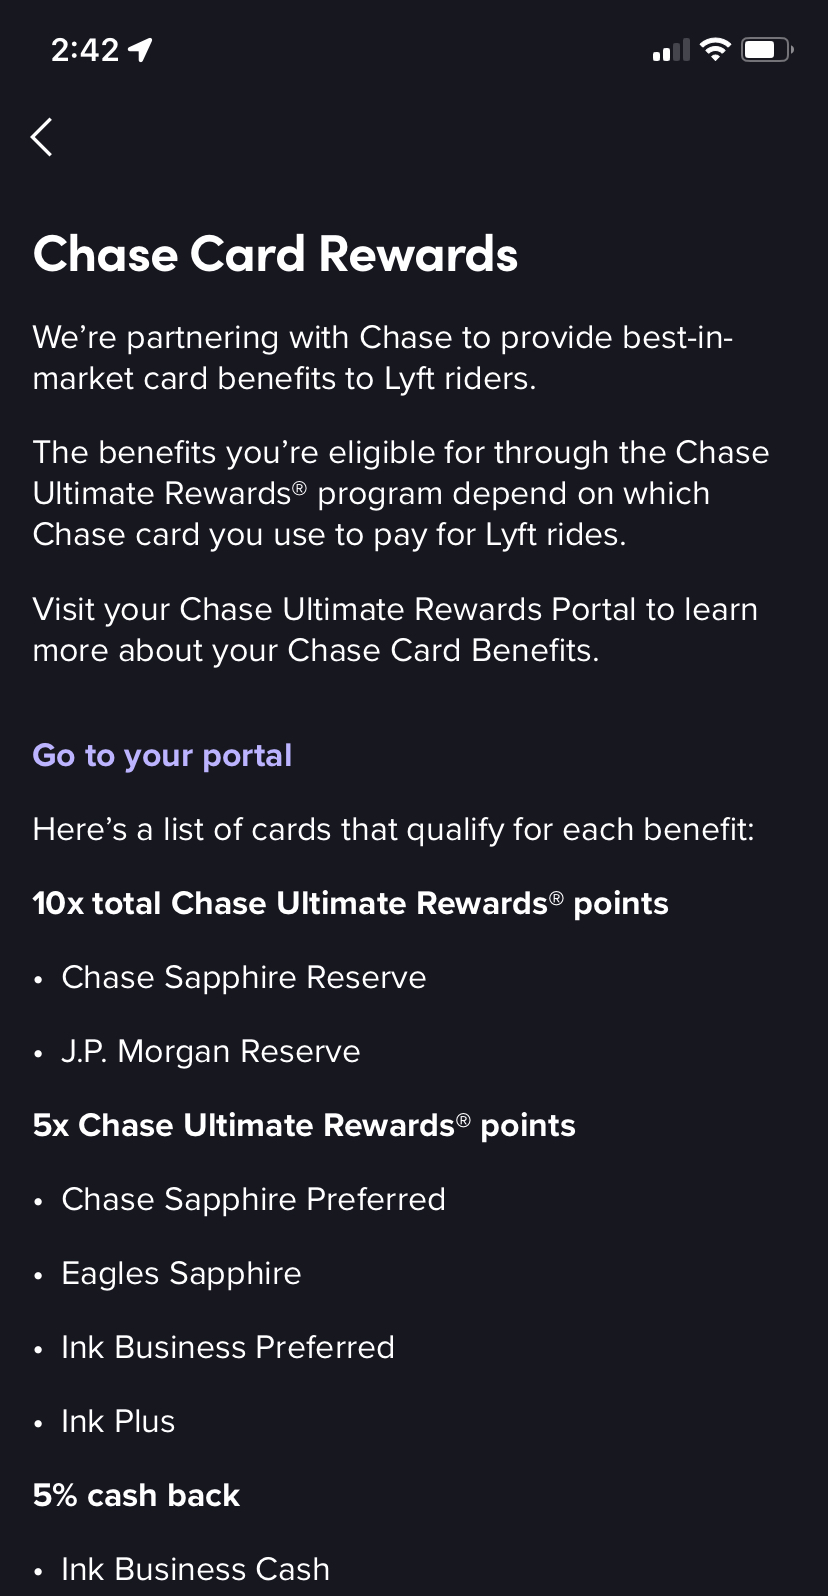 2:42
Chase Card Rewards
We’re partnering with Chase to provide best-in-
market card benefits to Lyft riders.
The benefits you’re eligible for through the Chase
Ultimate Rewards® program depend on which
Chase card you use to pay for Lyft rides.
Visit your Chase Ultimate Rewards Portal to learn
more about your Chase Card Benefits.
Go to your portal
Here’s a list of cards that qualify for each benefit:
10x total Chase Ultimate Rewards® points
• Chase Sapphire Reserve
• J.P. Morgan Reserve
5x Chase Ultimate Rewards® points
• Chase Sapphire Preferred
• Eagles Sapphire
• Ink Business Preferred
• Ink Plus
5% cash back
• Ink Business Cash